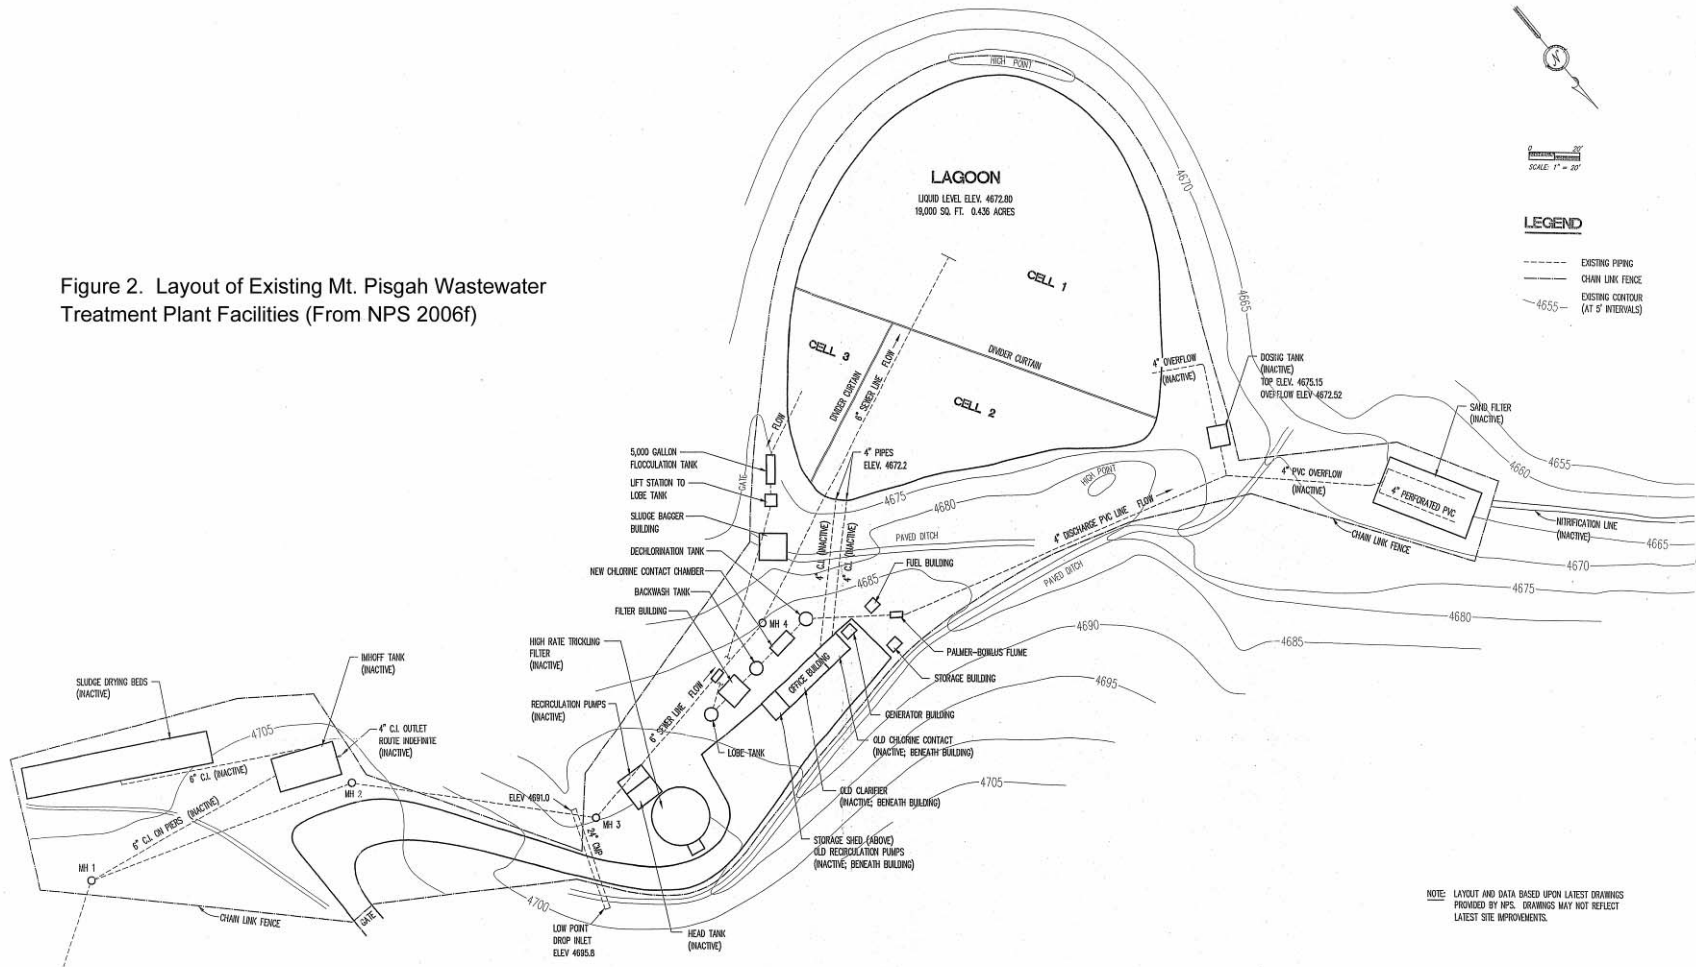 HIGH POINT
N
0 20'
SCALE: 1" = 20'
LAGOON
LIQUID LEVEL ELEV. 4672.80
19,000 SQ. FT. 0.436 ACRES
4670
LEGEND
EXISTING PIPING
CHAIN LINK FENCE
4655
EXISTING CONTOUR
(AT 5' INTERVALS)
Figure 2. Layout of Existing Mt. Pisgah Wastewater
Treatment Plant Facilities (From NPS 2006f)
CELL 1
4665
CELL 3
DIVIDER CURTAIN
CELL 2
DIVIDER CURTAIN
6" SEWER LINE FLOW
FLOW
4" OVERFLOW
(INACTIVE)
DOSING TANK
(INACTIVE)
TOP ELEV. 4675.15
OVERFLOW ELEV 4672.52
SAND FILTER
(INACTIVE)
4655
4660
5,000 GALLON
FLOCCULATION TANK
LIFT STATION TO
LOBE TANK
GATE
SLUDGE BAGGER
BUILDING
4" PIPES
ELEV. 4672.2
4675
4680
HIGH POINT
4" PVC OVERFLOW
(INACTIVE)
4" PERFORATED PVC
NITRIFICATION LINE
(INACTIVE)
4665
CHAIN LINK FENCE
4670
4" DISCHARGE PVC LINE FLOW
PAVED DITCH
PAVED DITCH
4" C.I. (INACTIVE)
4" C.I. (INACTIVE)
DECHLORINATION TANK
NEW CHLORINE CONTACT CHAMBER
BACKWASH TANK
FILTER BUILDING
4685
FUEL BUILDING
4675
4680
4685
4690
MH 4
HIGH RATE TRICKLING
FILTER
(INACTIVE)
PALMER-BOWLUS FLUME
STORAGE BUILDING
4695
IMHOFF TANK
(INACTIVE)
SLUDGE DRYING BEDS
(INACTIVE)
OFFICE BUILDING
RECIRCULATION PUMPS
(INACTIVE)
6" SEWER LINE FLOW
GENERATOR BUILDING
4705
4" C.I. OUTLET
ROUTE INDEFINITE
(INACTIVE)
LOBE TANK
OLD CHLORINE CONTACT
(INACTIVE; BENEATH BUILDING)
6" C.I. (INACTIVE)
4705
MH 2
ELEV 4691.0
OLD CLARIFIER
(INACTIVE; BENEATH BUILDING)
6" C.I. ON PIERS (INACTIVE)
MH 3
24" CMP
STORAGE SHED (ABOVE)
OLD RECIRCULATION PUMPS
(INACTIVE; BENEATH BUILDING)
MH 1
4700
CHAIN LINK FENCE
GATE
LOW POINT
DROP INLET
ELEV 4695.8
HEAD TANK
(INACTIVE)
NOTE: LAYOUT AND DATA BASED UPON LATEST DRAWINGS
PROVIDED BY NPS. DRAWINGS MAY NOT REFLECT
LATEST SITE IMPROVEMENTS.